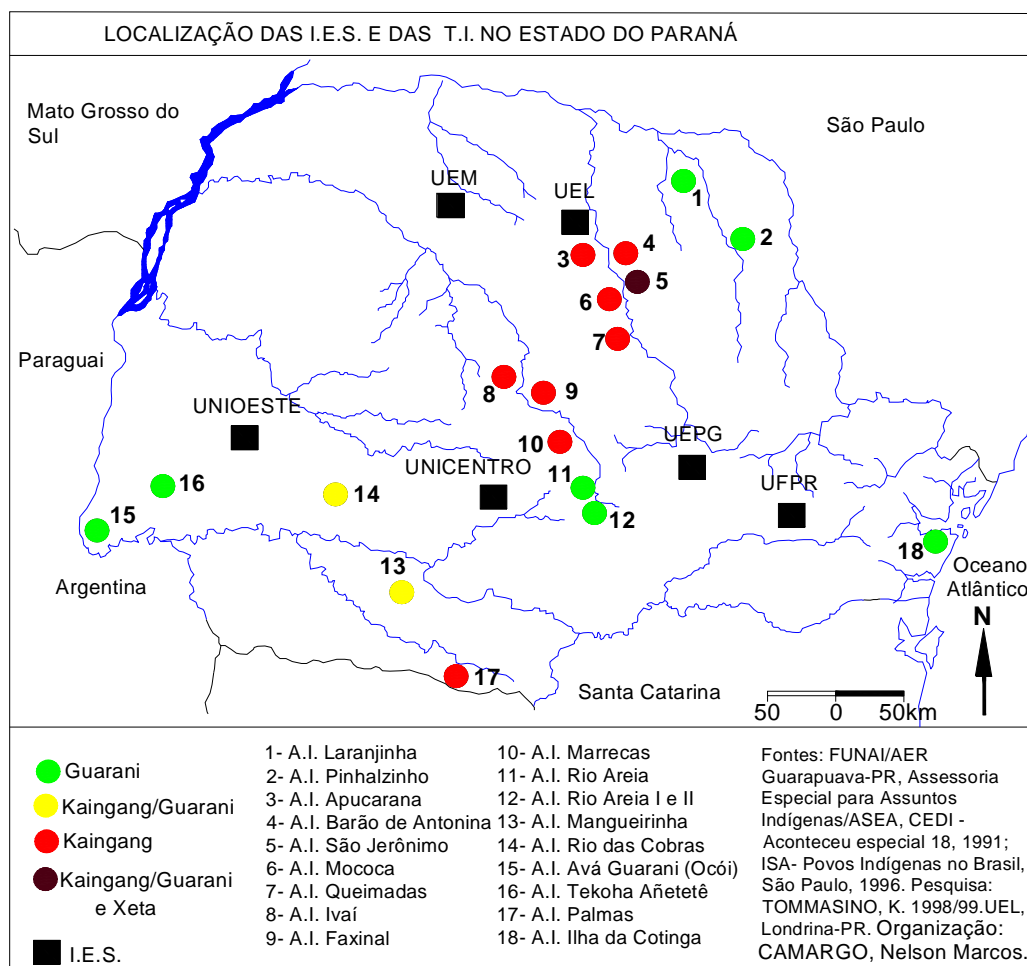 LOCALIZAÇÃO DAS I.E.S. E DAS T.I. NO ESTADO DO PARANÁ
Mato Grosso do
Sul
São Paulo
UEM
UEL
1
2
3
4
5
6
7
Paraguai
8
9
UNIOESTE
10
UEPG
UNICENTRO
11
UFPR
16
14
12
15
18
13
Argentina
Oceano
Atlântico
N
17
Santa Catarina
50
0
50km
Guarani
Kaingang/Guarani
Kaingang
Kaingang/Guarani
e Xeta
I.E.S.
1- A.I. Laranjinha
2- A.I. Pinhalzinho
3- A.I. Apucarana
4- A.I. Barão de Antonina
5- A.I. São Jerônimo
6- A.I. Mococa
7- A.I. Queimadas
8- A.I. Ivaí
9- A.I. Faxinal
10- A.I. Marrecas
11- A.I. Rio Areia
12- A.I. Rio Areia I e II
13- A.I. Mangueirinha
14- A.I. Rio das Cobras
15- A.I. Avá Guarani (Ocói)
16- A.I. Tekoha Añetetê
17- A.I. Palmas
18- A.I. Ilha da Cotinga
Fontes: FUNAI/AER
Guarapuava-PR, Assessoria
Especial para Assuntos
Indígenas/ASEA, CEDI -
Aconteceu especial 18, 1991;
ISA- Povos Indígenas no Brasil,
São Paulo, 1996. Pesquisa:
TOMMASINO, K. 1998/99.UEL,
Londrina-PR. Organização:
CAMARGO, Nelson Marcos.